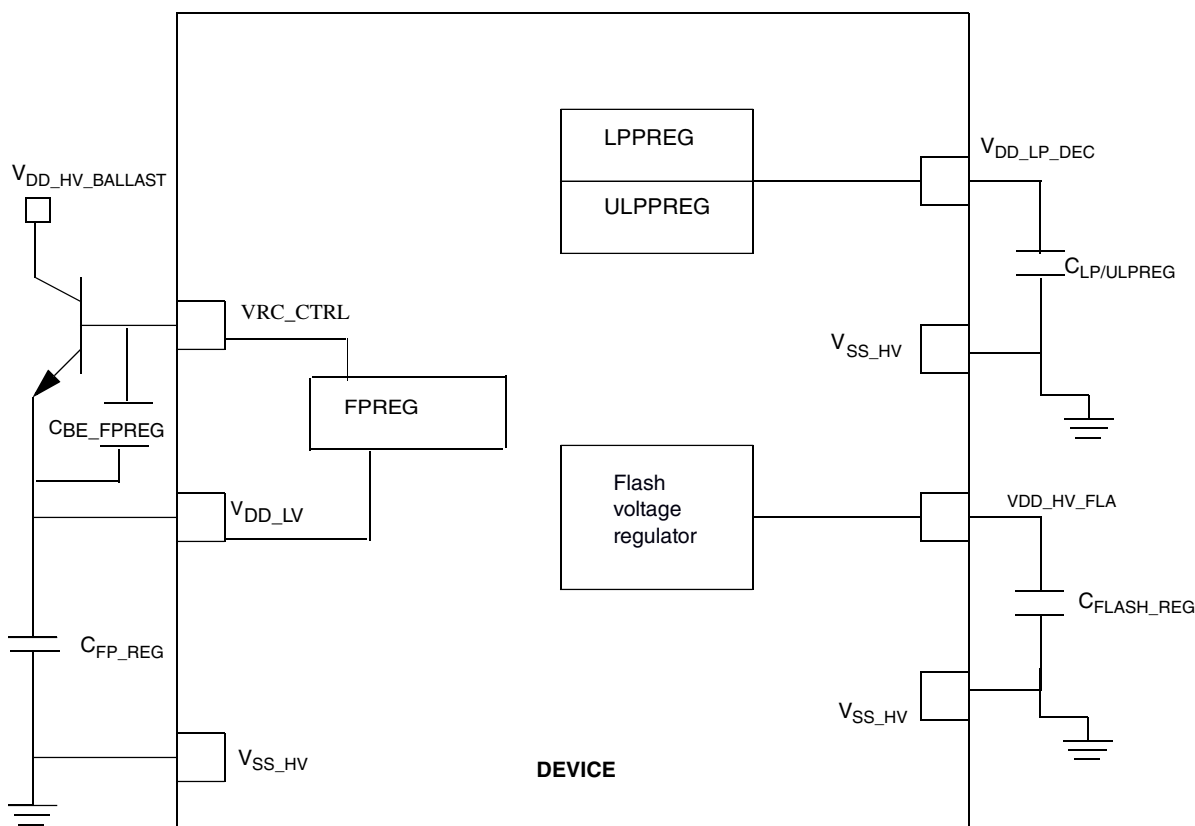 LPPREG
ULPPREG
VDD_LP_DEC
VDD_HV_BALLAST
CLP/ULPREG
VRC_CTRL
VSS_HV
FPREG
CBE_FPREG
Flash
voltage
regulator
VDD_LV
VDD_HV_FLA
CFLASH_REG
CFP_REG
VSS_HV
VSS_HV
DEVICE